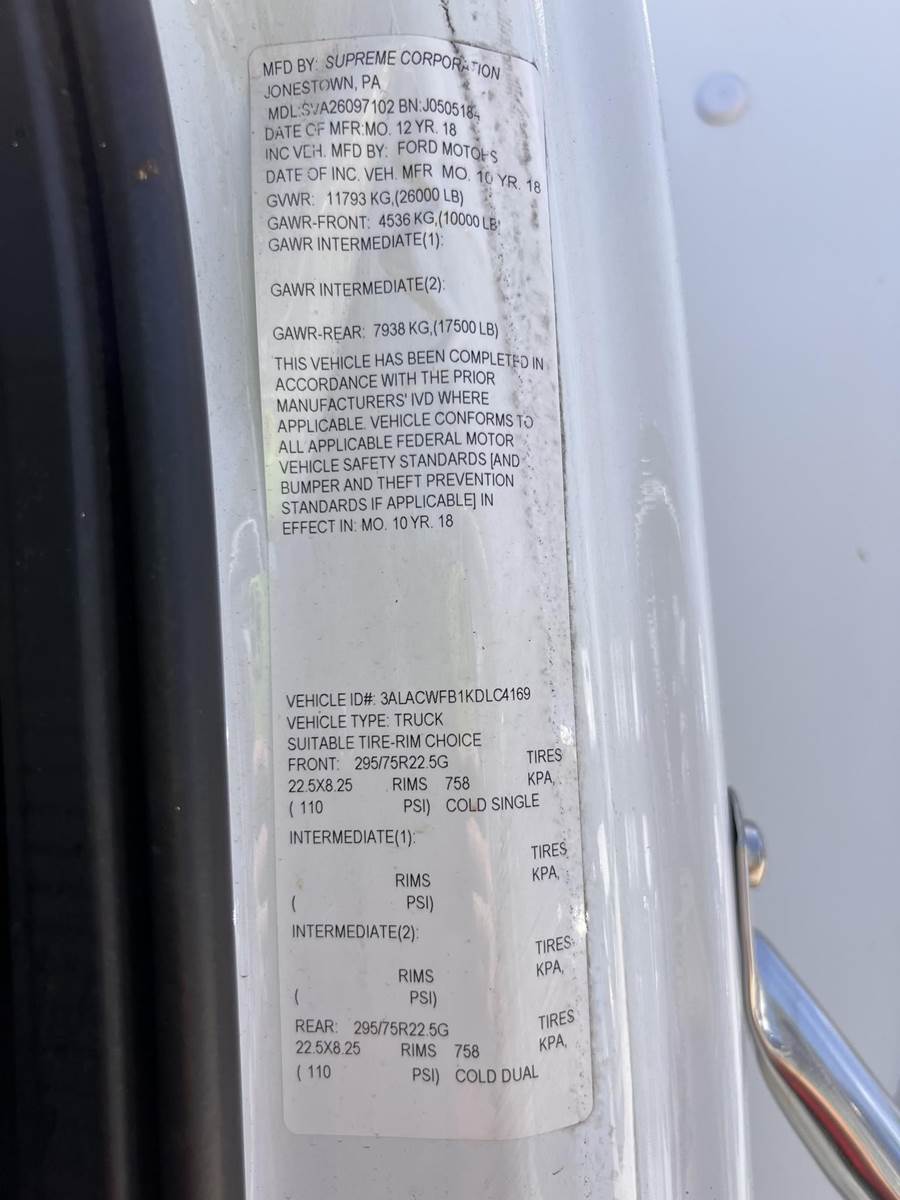 MFD BY: SUPREME CORPORATION
JONESTOWN, PA
MDL:SVA26097102 BN:J0505184
DATE OF MFR:MO. 12 YR. 18
INC VEH. MFD BY: FORD MOTORS
DATE OF INC. VEH. MFR MO. 10 YR. 18
GVWR: 11793 KG,(26000 LB)
GAWR-FRONT: 4536 KG,(10000 LB)
GAWR INTERMEDIATE(1):
GAWR INTERMEDIATE(2):
GAWR-REAR: 7938 KG,(17500 LB)
THIS VEHICLE HAS BEEN COMPLETED IN
ACCORDANCE WITH THE PRIOR
MANUFACTURERS' IVD WHERE
APPLICABLE. VEHICLE CONFORMS TO
ALL APPLICABLE FEDERAL MOTOR
VEHICLE SAFETY STANDARDS [AND
BUMPER AND THEFT PREVENTION
STANDARDS IF APPLICABLE] IN
EFFECT IN: MO. 10 YR. 18
VEHICLE ID#: 3ALACWFB1KDLC4169
VEHICLE TYPE: TRUCK
SUITABLE TIRE-RIM CHOICE
FRONT: 295/75R22.5G TIRES
22.5X8.25 RIMS 758 KPA,
( 110 PSI) COLD SINGLE
INTERMEDIATE(1): TIRES
RIMS KPA,
( PSI)
INTERMEDIATE(2): TIRES
RIMS KPA,
( PSI)
REAR: 295/75R22.5G TIRES
22.5X8.25 RIMS 758 KPA,
( 110 PSI) COLD DUAL